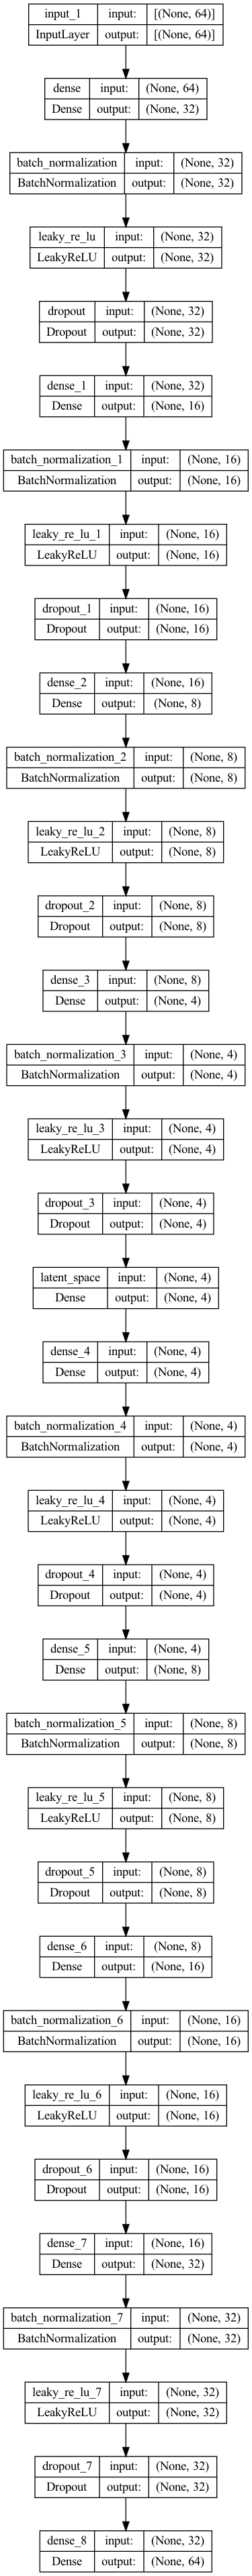 input_1 input: [(None, 64)]
InputLayer output: [(None, 64)]
dense input: (None, 64)
Dense output: (None, 32)
batch_normalization input: (None, 32)
BatchNormalization output: (None, 32)
leaky_re_lu input: (None, 32)
LeakyReLU output: (None, 32)
dropout input: (None, 32)
Dropout output: (None, 32)
dense_1 input: (None, 32)
Dense output: (None, 16)
batch_normalization_1 input: (None, 16)
BatchNormalization output: (None, 16)
leaky_re_lu_1 input: (None, 16)
LeakyReLU output: (None, 16)
dropout_1 input: (None, 16)
Dropout output: (None, 16)
dense_2 input: (None, 16)
Dense output: (None, 8)
batch_normalization_2 input: (None, 8)
BatchNormalization output: (None, 8)
leaky_re_lu_2 input: (None, 8)
LeakyReLU output: (None, 8)
dropout_2 input: (None, 8)
Dropout output: (None, 8)
dense_3 input: (None, 8)
Dense output: (None, 4)
batch_normalization_3 input: (None, 4)
BatchNormalization output: (None, 4)
leaky_re_lu_3 input: (None, 4)
LeakyReLU output: (None, 4)
dropout_3 input: (None, 4)
Dropout output: (None, 4)
latent_space input: (None, 4)
Dense output: (None, 4)
dense_4 input: (None, 4)
Dense output: (None, 4)
batch_normalization_4 input: (None, 4)
BatchNormalization output: (None, 4)
leaky_re_lu_4 input: (None, 4)
LeakyReLU output: (None, 4)
dropout_4 input: (None, 4)
Dropout output: (None, 4)
dense_5 input: (None, 4)
Dense output: (None, 8)
batch_normalization_5 input: (None, 8)
BatchNormalization output: (None, 8)
leaky_re_lu_5 input: (None, 8)
LeakyReLU output: (None, 8)
dropout_5 input: (None, 8)
Dropout output: (None, 8)
dense_6 input: (None, 8)
Dense output: (None, 16)
batch_normalization_6 input: (None, 16)
BatchNormalization output: (None, 16)
leaky_re_lu_6 input: (None, 16)
LeakyReLU output: (None, 16)
dropout_6 input: (None, 16)
Dropout output: (None, 16)
dense_7 input: (None, 16)
Dense output: (None, 32)
batch_normalization_7 input: (None, 32)
BatchNormalization output: (None, 32)
leaky_re_lu_7 input: (None, 32)
LeakyReLU output: (None, 32)
dropout_7 input: (None, 32)
Dropout output: (None, 32)
dense_8 input: (None, 32)
Dense output: (None, 64)